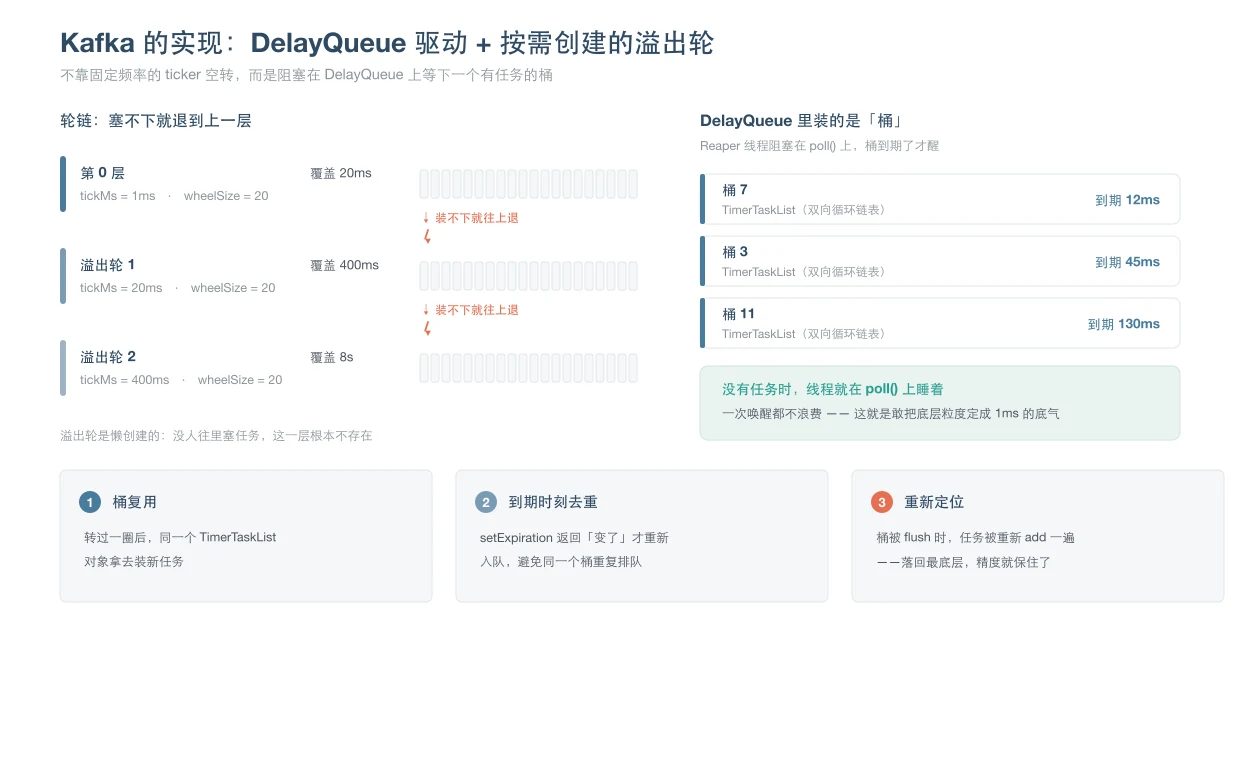 Kafka 的实现：DelayQueue 驱动 + 按需创建的溢出轮
不靠固定频率的 ticker 空转，而是阻塞在 DelayQueue 上等下一个有任务的桶
轮链：塞不下就退到上一层
第 0 层
覆盖 20ms
tickMs = 1ms · wheelSize = 20
↓ 装不下就往上退
溢出轮 1
覆盖 400ms
tickMs = 20ms · wheelSize = 20
↓ 装不下就往上退
溢出轮 2
覆盖 8s
tickMs = 400ms · wheelSize = 20
溢出轮是懒创建的：没人往里塞任务，这一层根本不存在
DelayQueue 里装的是「桶」
Reaper 线程阻塞在 poll() 上，桶到期了才醒
桶 7
TimerTaskList（双向循环链表）
到期 12ms
桶 3
TimerTaskList（双向循环链表）
到期 45ms
桶 11
TimerTaskList（双向循环链表）
到期 130ms
没有任务时，线程就在 poll() 上睡着
一次唤醒都不浪费 —— 这就是敢把底层粒度定成 1ms 的底气
1 桶复用
转过一圈后，同一个 TimerTaskList
对象拿去装新任务
2 到期时刻去重
setExpiration 返回「变了」才重新
入队，避免同一个桶重复排队
3 重新定位
桶被 flush 时，任务被重新 add 一遍
——落回最底层，精度就保住了